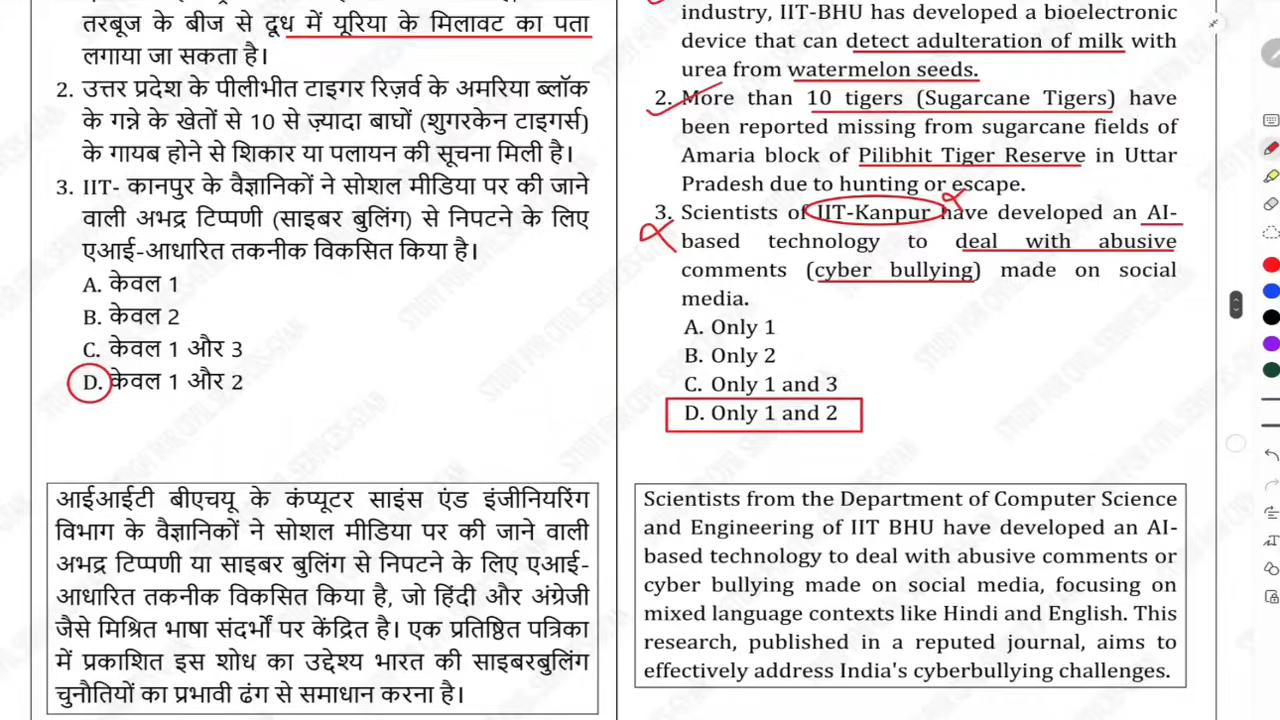 तरबूज के बीज से दूध में यूरिया के मिलावट का पता
लगाया जा सकता है।
2. उत्तर प्रदेश के पीलीभीत टाइगर रिज़र्व के अमरिया ब्लॉक
के गन्ने के खेतों से 10 से ज़्यादा बाघों (शुगरकेन टाइगर्स)
के गायब होने से शिकार या पलायन की सूचना मिली है।
3. IIT- कानपुर के वैज्ञानिकों ने सोशल मीडिया पर की जाने
वाली अभद्र टिप्पणी (साइबर बुलिंग) से निपटने के लिए
एआई-आधारित तकनीक विकसित किया है।
A. केवल 1
B. केवल 2
C. केवल 1 और 3
D. केवल 1 और 2
आईआईटी बीएचयू के कंप्यूटर साइंस एंड इंजीनियरिंग
विभाग के वैज्ञानिकों ने सोशल मीडिया पर की जाने वाली
अभद्र टिप्पणी या साइबर बुलिंग से निपटने के लिए एआई-
आधारित तकनीक विकसित किया है, जो हिंदी और अंग्रेजी
जैसे मिश्रित भाषा संदर्भों पर केंद्रित है। एक प्रतिष्ठित पत्रिका
में प्रकाशित इस शोध का उद्देश्य भारत की साइबरबुलिंग
चुनौतियों का प्रभावी ढंग से समाधान करना है।
industry, IIT-BHU has developed a bioelectronic
device that can detect adulteration of milk with
urea from watermelon seeds.
2. More than 10 tigers (Sugarcane Tigers) have
been reported missing from sugarcane fields of
Amaria block of Pilibhit Tiger Reserve in Uttar
Pradesh due to hunting or escape.
3. Scientists of IIT-Kanpur have developed an AI-
based technology to deal with abusive
comments (cyber bullying) made on social
media.
A. Only 1
B. Only 2
C. Only 1 and 3
D. Only 1 and 2
Scientists from the Department of Computer Science
and Engineering of IIT BHU have developed an AI-
based technology to deal with abusive comments or
cyber bullying made on social media, focusing on
mixed language contexts like Hindi and English. This
research, published in a reputed journal, aims to
effectively address India's cyberbullying challenges.